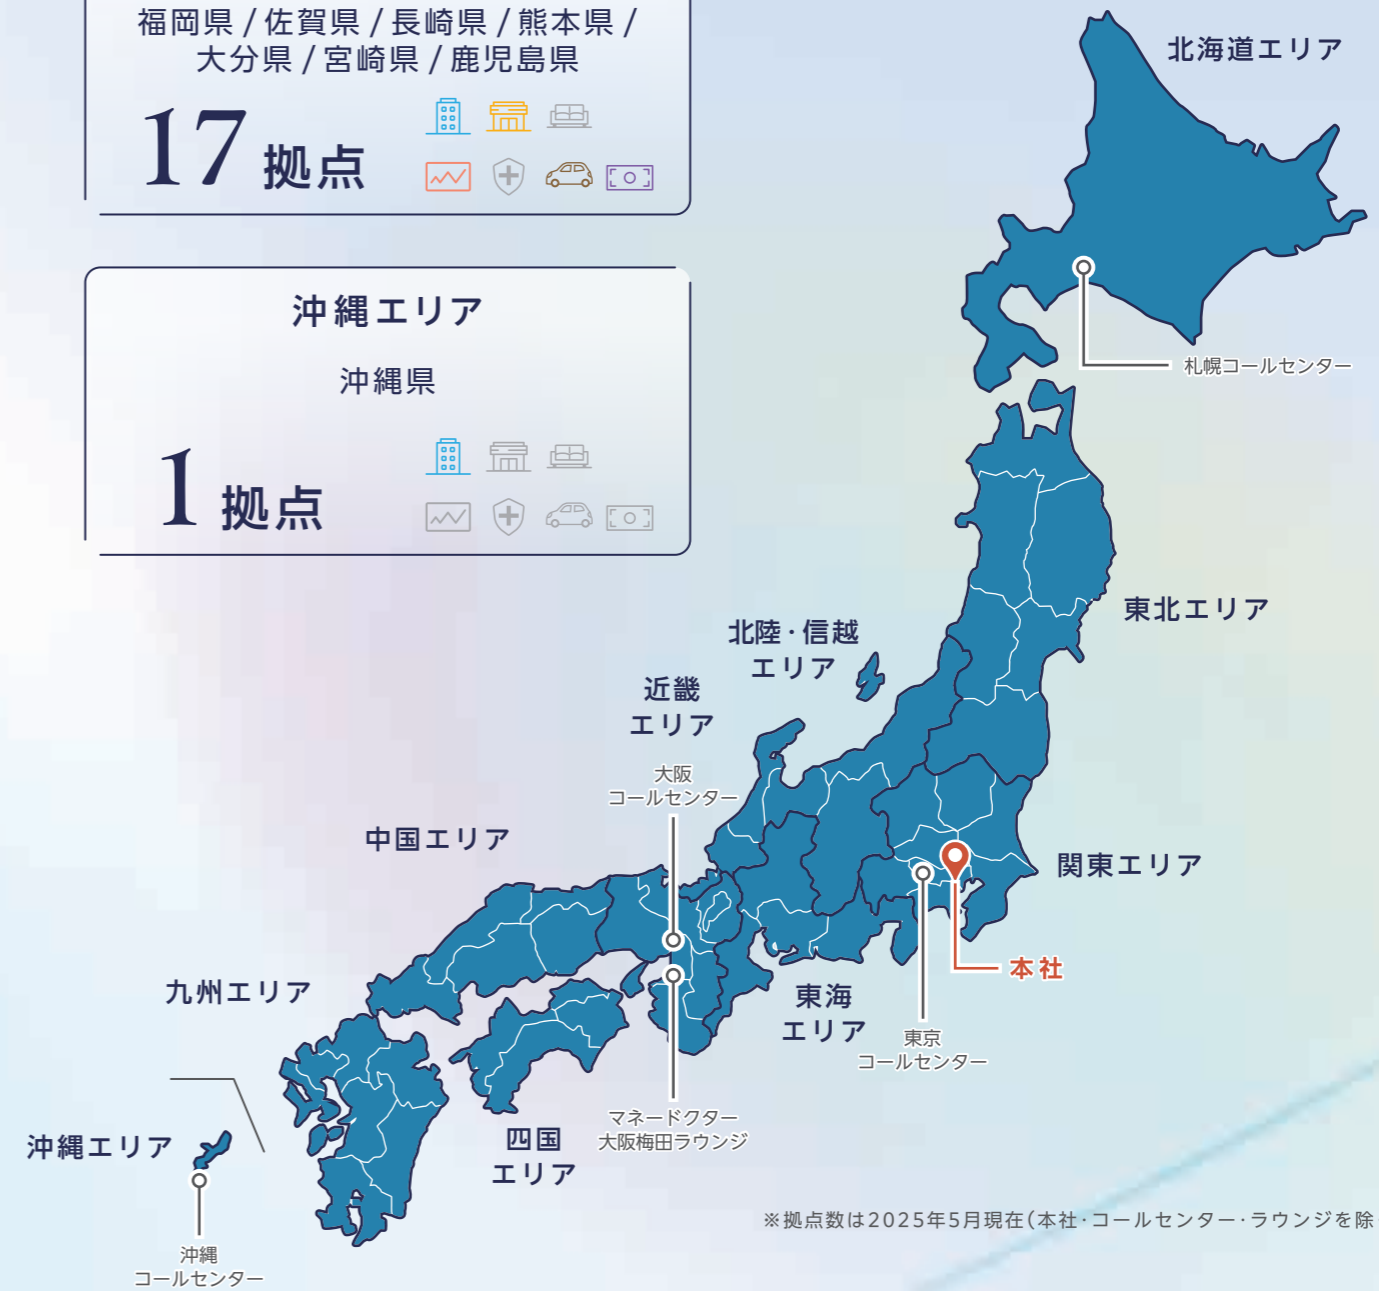 福岡県 / 佐賀県 / 長崎県 / 熊本県 /
大分県 / 宮崎県 / 鹿児島県
17 拠点
沖縄エリア
沖縄県
1 拠点
北海道エリア
札幌コールセンター
東北エリア
北陸・信越
エリア
近畿
エリア
大阪
コールセンター
中国エリア
関東エリア
本社
九州エリア
東海
エリア
東京
コールセンター
マネードクター
大阪梅田ラウンジ
四国
エリア
沖縄エリア
沖縄
コールセンター
※拠点数は2025年5月現在(本社・コールセンター・ラウンジを除